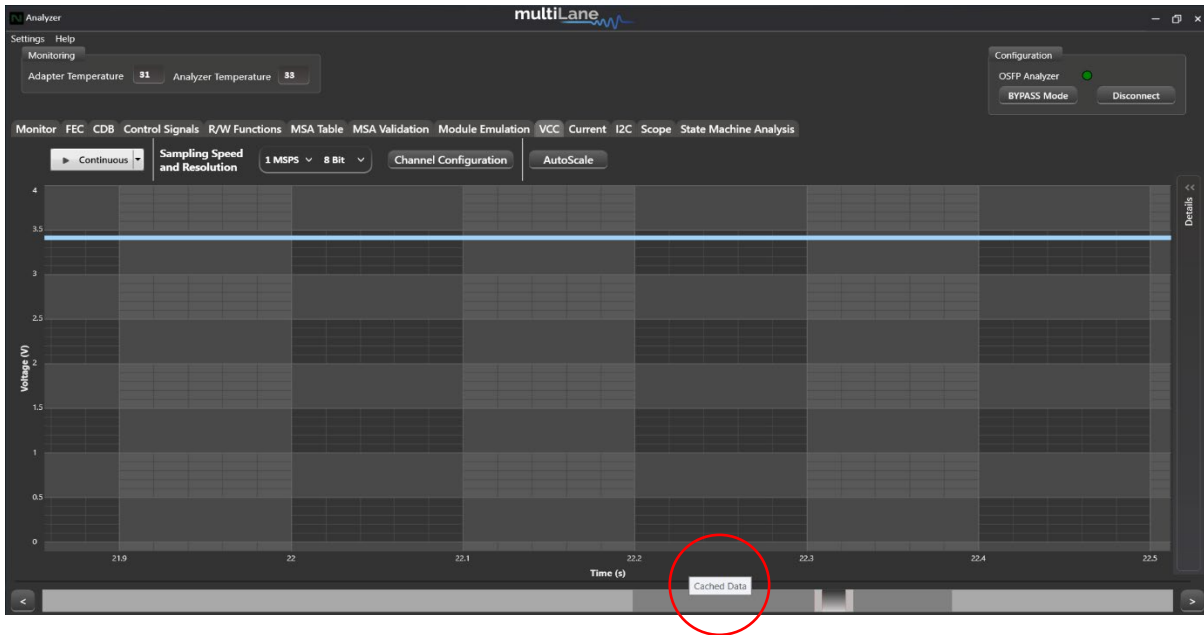 Analyzer
multiLane
Settings Help
Monitoring
Adapter Temperature 31 Analyzer Temperature 33
Configuration
OSFP Analyzer
BYPASS Mode Disconnect
Monitor FEC CDB Control Signals R/W Functions MSA Table MSA Validation Module Emulation VCC Current I2C Scope State Machine Analysis
Continuous
Sampling Speed
and Resolution
1 MSPS 8 Bit
Channel Configuration
AutoScale
<< Details
Voltage (V)
4
3.5
3
2.5
2
1.5
1
0.5
0
21.9 22 22.1 22.2 22.3 22.4 22.5
Time (s)
Cached Data
< >